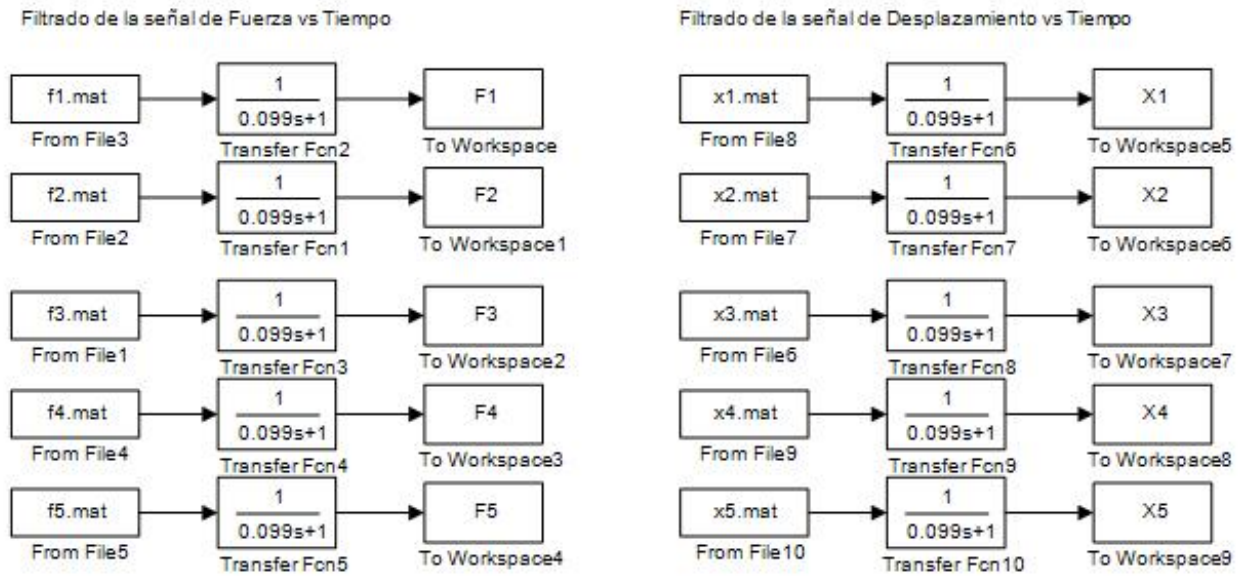 Filtrado de la señal de Fuerza vs Tiempo
f1.mat
From File3
1
0.099s+1
Transfer Fcn2
F1
To Workspace
f2.mat
From File2
1
0.099s+1
Transfer Fcn1
F2
To Workspace1
f3.mat
From File1
1
0.099s+1
Transfer Fcn3
F3
To Workspace2
f4.mat
From File4
1
0.099s+1
Transfer Fcn4
F4
To Workspace3
f5.mat
From File5
1
0.099s+1
Transfer Fcn5
F5
To Workspace4
Filtrado de la señal de Desplazamiento vs Tiempo
x1.mat
From File8
1
0.099s+1
Transfer Fcn6
X1
To Workspace5
x2.mat
From File7
1
0.099s+1
Transfer Fcn7
X2
To Workspace6
x3.mat
From File6
1
0.099s+1
Transfer Fcn8
X3
To Workspace7
x4.mat
From File9
1
0.099s+1
Transfer Fcn9
X4
To Workspace8
x5.mat
From File10
1
0.099s+1
Transfer Fcn10
X5
To Workspace9